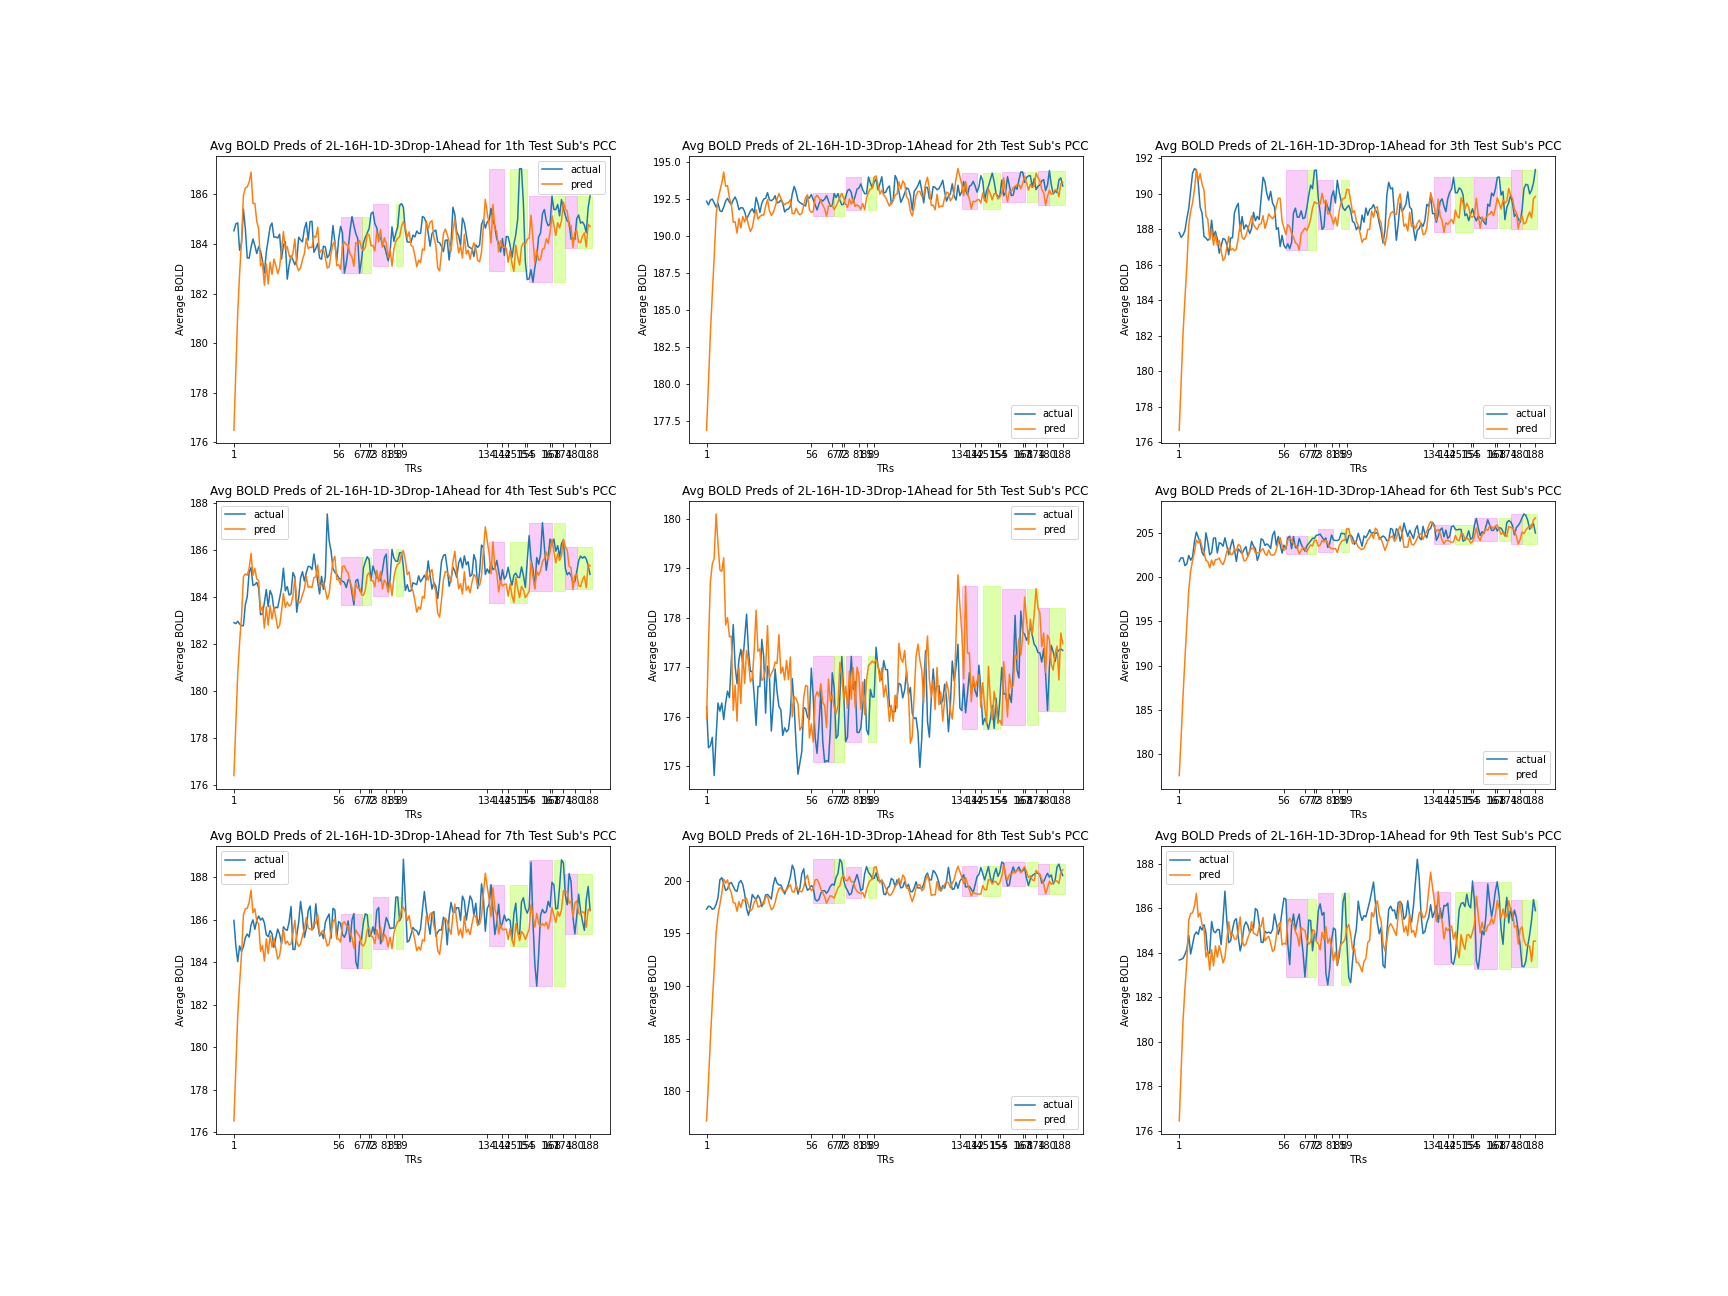 Avg BOLD Preds of 2L-16H-1D-3Drop-1Ahead for 1th Test Sub's PCC
Average BOLD
186
184
182
180
178
176
actual
pred
1
56
89
188
TRs
Avg BOLD Preds of 2L-16H-1D-3Drop-1Ahead for 2th Test Sub's PCC
Average BOLD
195.0
192.5
190.0
187.5
185.0
182.5
180.0
177.5
actual
pred
1
56
89
188
TRs
Avg BOLD Preds of 2L-16H-1D-3Drop-1Ahead for 3th Test Sub's PCC
Average BOLD
192
190
188
186
184
182
180
178
176
actual
pred
1
56
89
188
TRs
Avg BOLD Preds of 2L-16H-1D-3Drop-1Ahead for 4th Test Sub's PCC
Average BOLD
188
186
184
182
180
178
176
actual
pred
1
56
89
188
TRs
Avg BOLD Preds of 2L-16H-1D-3Drop-1Ahead for 5th Test Sub's PCC
Average BOLD
180
179
178
177
176
175
actual
pred
1
56
89
188
TRs
Avg BOLD Preds of 2L-16H-1D-3Drop-1Ahead for 6th Test Sub's PCC
Average BOLD
205
200
195
190
185
180
actual
pred
1
56
89
188
TRs
Avg BOLD Preds of 2L-16H-1D-3Drop-1Ahead for 7th Test Sub's PCC
Average BOLD
188
186
184
182
180
178
176
actual
pred
1
56
89
188
TRs
Avg BOLD Preds of 2L-16H-1D-3Drop-1Ahead for 8th Test Sub's PCC
Average BOLD
200
195
190
185
180
actual
pred
1
56
89
188
TRs
Avg BOLD Preds of 2L-16H-1D-3Drop-1Ahead for 9th Test Sub's PCC
Average BOLD
188
186
184
182
180
178
176
actual
pred
1
56
89
188
TRs